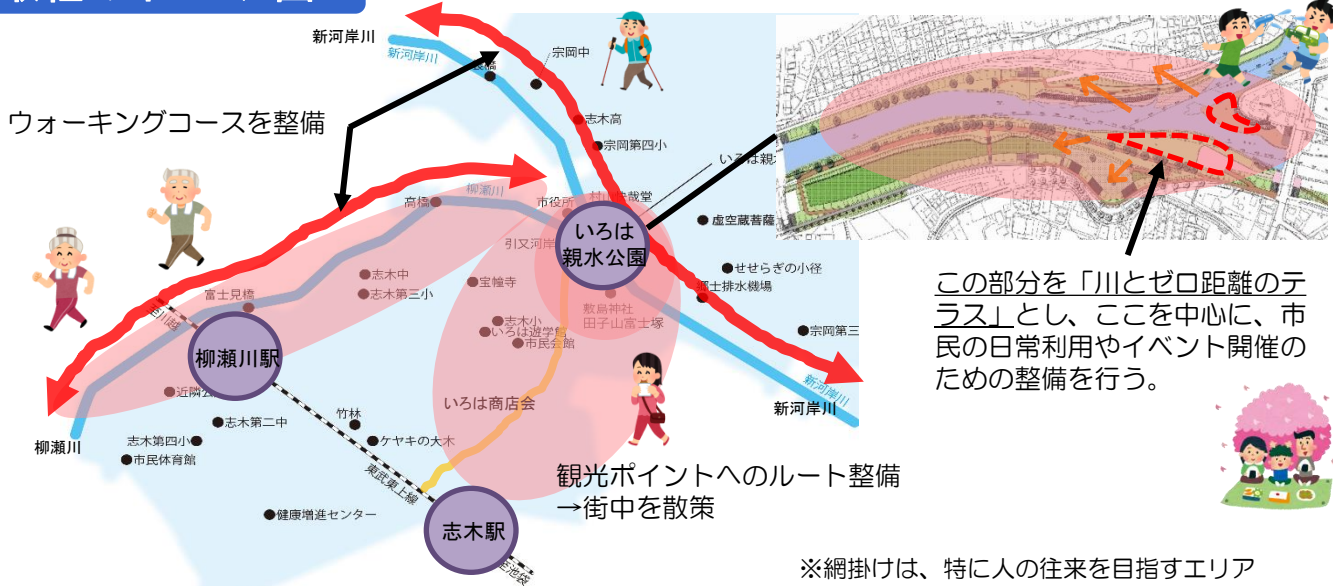 新河岸川
新河岸川
宗岡中
ウォーキングコースを整備
志木高
宗岡第四小
いろは親
柳瀬川
高橋
市役所
虚空蔵菩薩
いろは
親水公園
引又河岸
せせらぎの小径
志木中
宝幢寺
志木第三小
富士見橋
敷島神社
田子山富士塚
志木小
いろは遊学館
市民会館
宗岡第三
柳瀬川駅
いろは商店会
新河岸川
新河岸川
志木第二中
竹林
柳瀬川
志木第四小
ケヤキの大木
市民体育館
東武東上線
健康増進センター
志木駅
この部分を「川とゼロ距離のテ
ラス」とし、ここを中心に、市
民の日常利用やイベント開催の
ための整備を行う。
観光ポイントへのルート整備
→街中を散策
※網掛けは、特に人の往来を目指すエリア